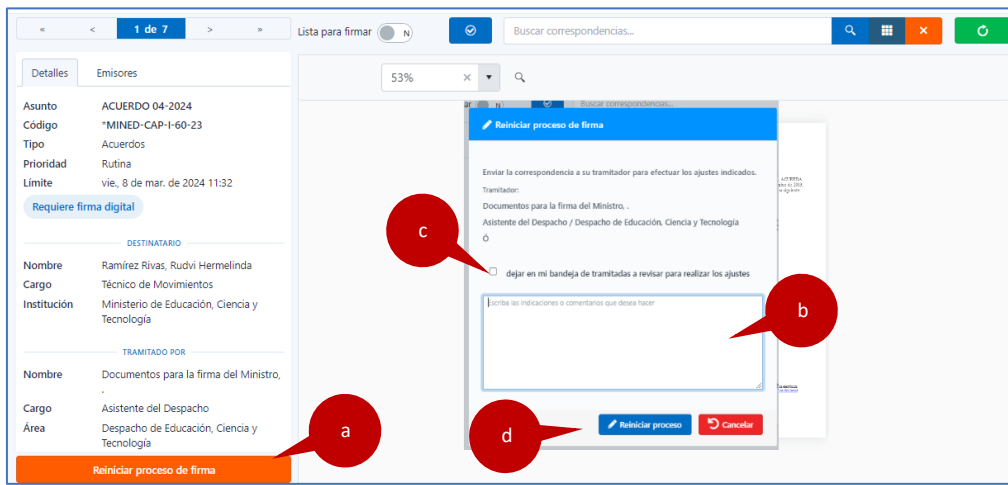 « < 1 de 7 > »
Lista para firmar N
Buscar correspondencias...
Detalles Emisores
53%
Asunto ACUERDO 04-2024
Código *MINED-CAP-I-60-23
Tipo Acuerdos
Prioridad Rutina
Límite vie., 8 de mar. de 2024 11:32
Requiere firma digital
DESTINATARIO
Nombre Ramírez Rivas, Rudvi Hermelinda
Cargo Técnico de Movimientos
Institución Ministerio de Educación, Ciencia y
Tecnología
TRAMITADO POR
Nombre Documentos para la firma del Ministro,
.
Cargo Asistente del Despacho
Área Despacho de Educación, Ciencia y
Tecnología
Reiniciar proceso de firma
a
ar N Buscar correspondencias...
Reiniciar proceso de firma
Enviar la correspondencia a su tramitador para efectuar los ajustes indicados.
Tramitador:
Documentos para la firma del Ministro, .
Asistente del Despacho / Despacho de Educación, Ciencia y Tecnología
Ó
c
dejar en mi bandeja de tramitadas a revisar para realizar los ajustes
Escriba las indicaciones o comentarios que desea hacer
b
d
Reiniciar proceso Cancelar